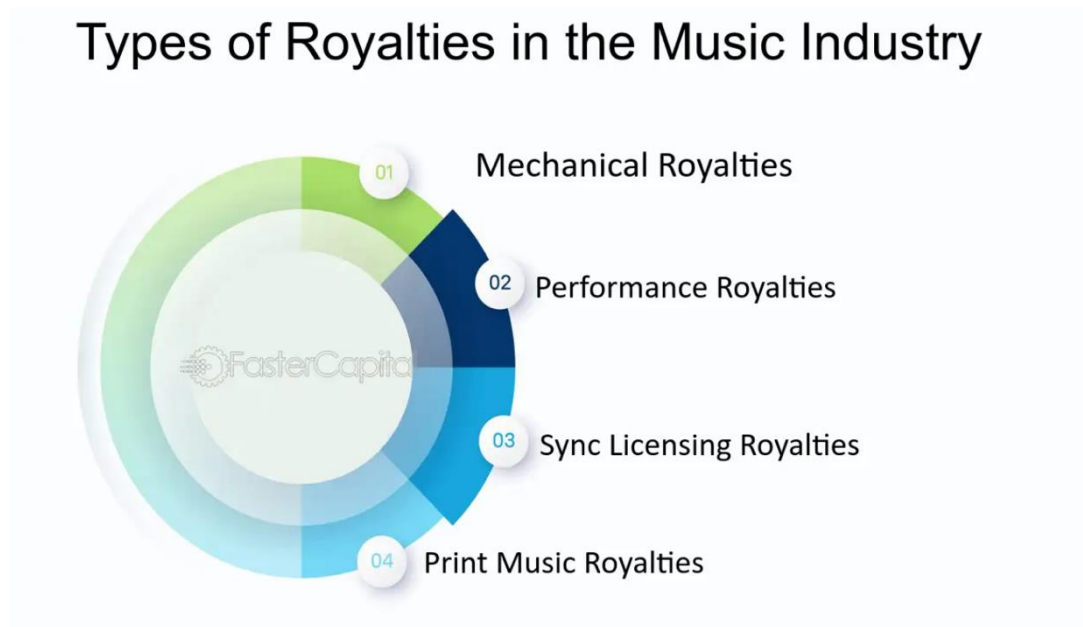 Types of Royalties in the Music Industry
01
Mechanical Royalties
02
Performance Royalties
FasterCapital
03
Sync Licensing Royalties
04
Print Music Royalties